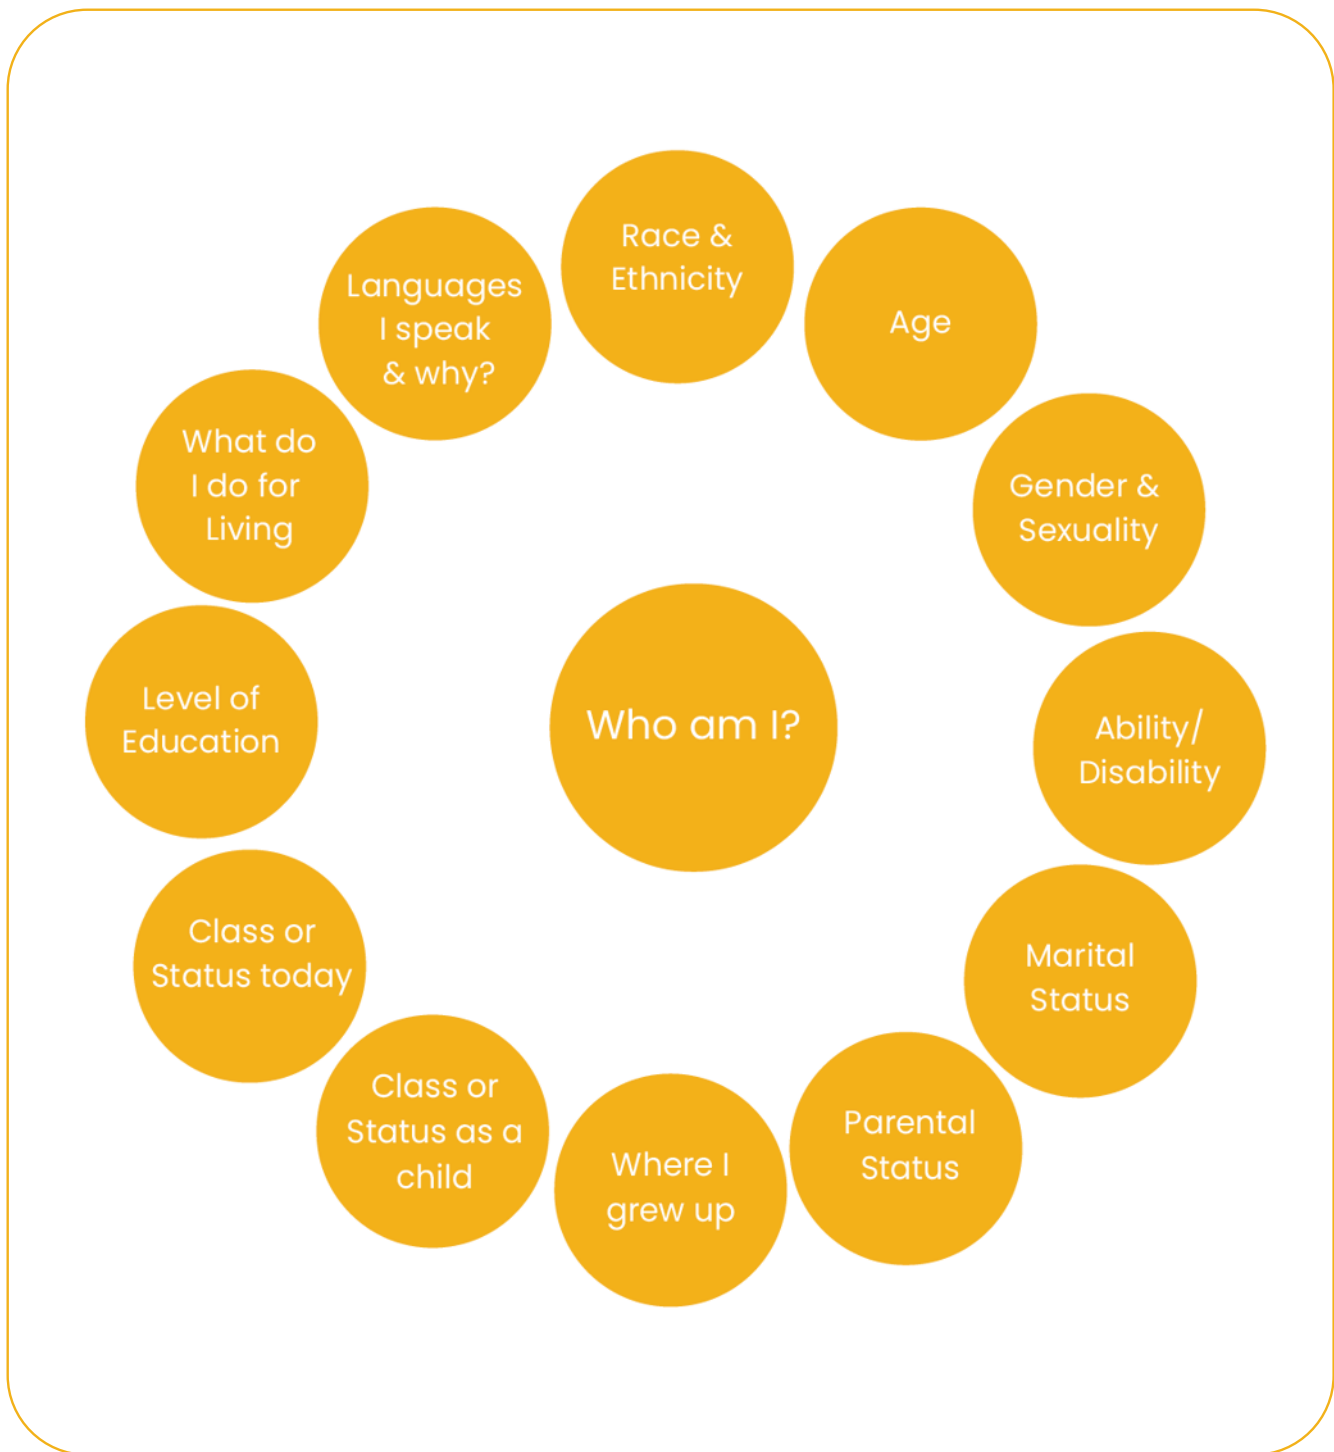 Race &
Ethnicity
Age
Gender &
Sexuality
Ability/
Disability
Marital
Status
Parental
Status
Where I
grew up
Class or
Status as a
child
Class or
Status today
Level of
Education
What do
I do for
Living
Languages
I speak
& why?
Who am I?